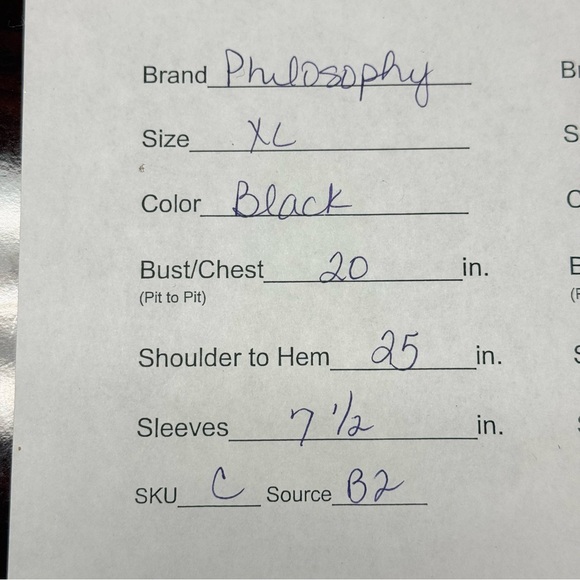 Brand Philosophy
Size XL
Color Black
Bust/Chest 20 in.
(Pit to Pit)
Shoulder to Hem 25 in.
Sleeves 7 1/2 in.
SKU C Source B2